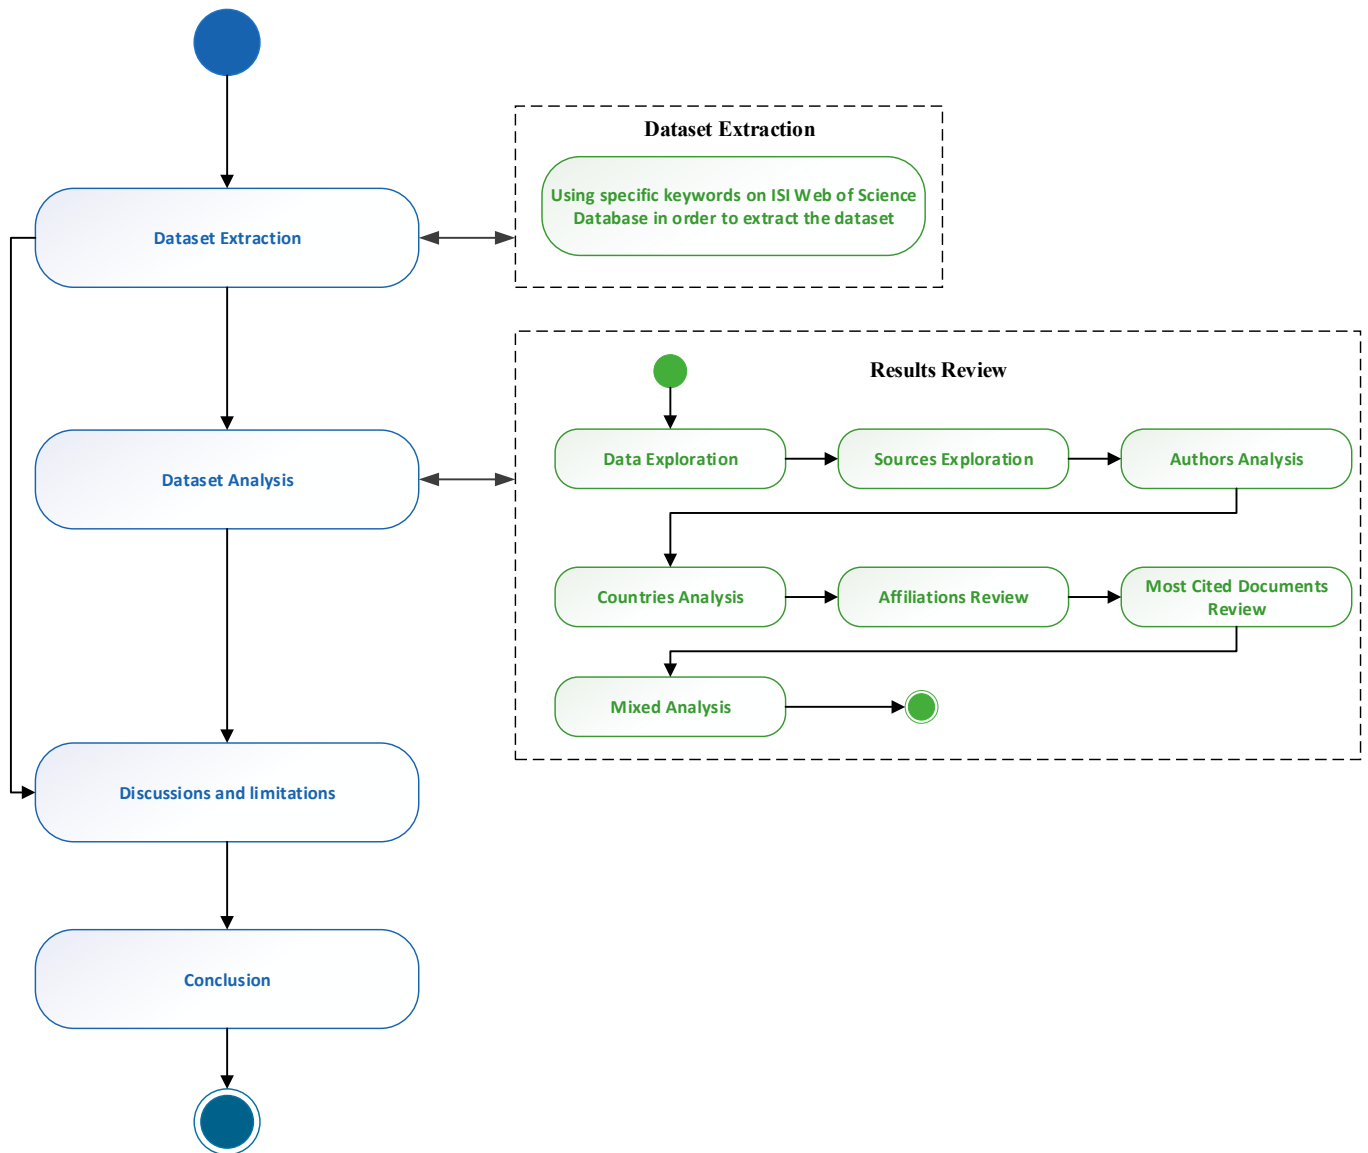 Dataset Extraction
Using specific keywords on ISI Web of Science
Database in order to extract the dataset
Dataset Extraction
Results Review
Data Exploration
Sources Exploration
Authors Analysis
Dataset Analysis
Countries Analysis
Affiliations Review
Most Cited Documents
Review
Mixed Analysis
Discussions and limitations
Conclusion